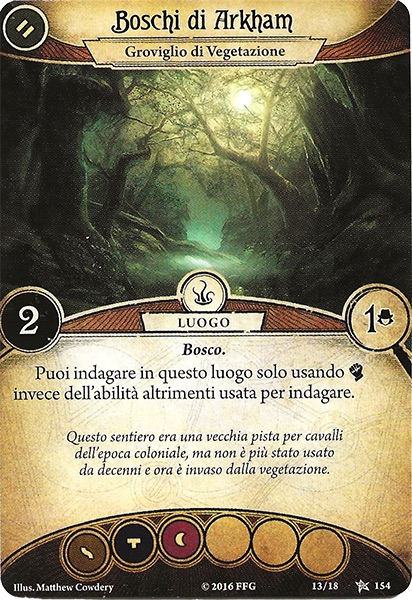 Boschi di Arkham
Groviglio di Vegetazione
2
1
LUOGO
Bosco.
Puoi indagare in questo luogo solo usando
invece dell'abilità altrimenti usata per indagare.
Questo sentiero era una vecchia pista per cavalli
dell'epoca coloniale, ma non è più stato usato
da decenni e ora è invaso dalla vegetazione.
Illus. Matthew Cowdery
© 2016 FFG
13/18
154